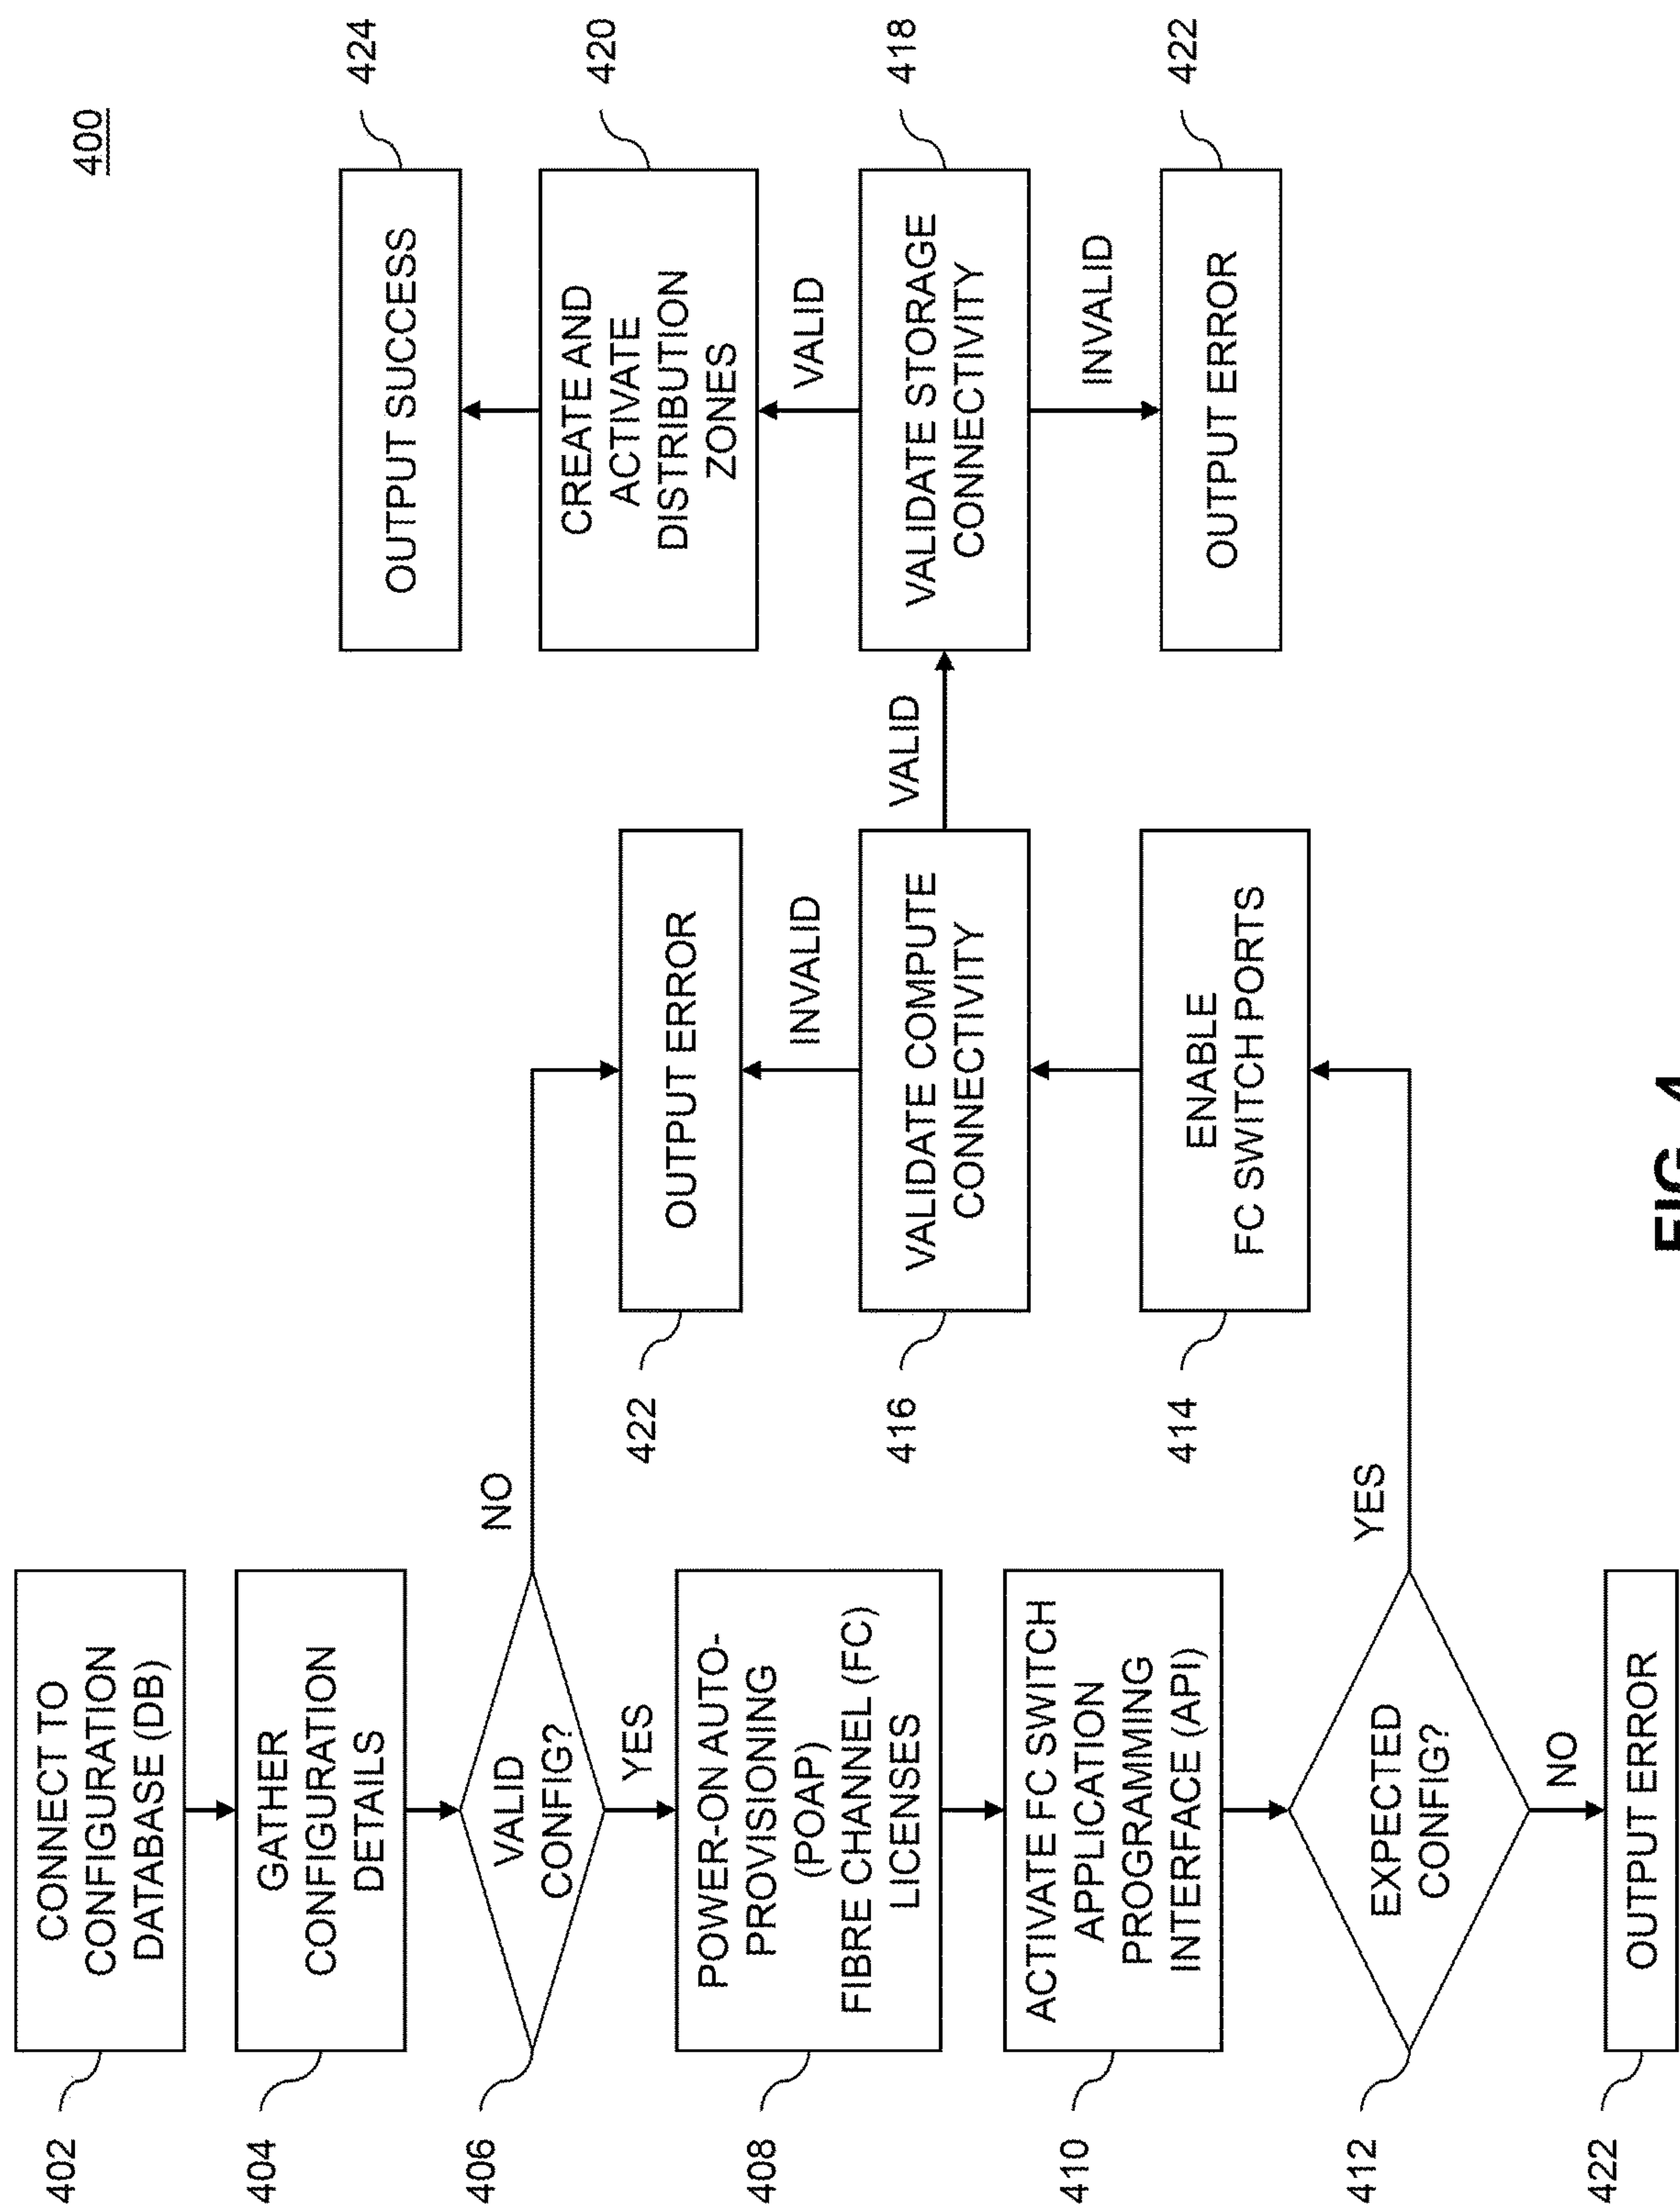 400
402
CONNECT TO
CONFIGURATION
DATABASE (DB)
404
GATHER
CONFIGURATION
DETAILS
406
VALID
CONFIG?
NO
YES
408
POWER-ON AUTO-
PROVISIONING
(POAP)
FIBRE CHANNEL (FC)
LICENSES
410
ACTIVATE FC SWITCH
APPLICATION
PROGRAMMING
INTERFACE (API)
412
EXPECTED
CONFIG?
YES
NO
422
OUTPUT ERROR
422
OUTPUT ERROR
INVALID
416
VALIDATE COMPUTE
CONNECTIVITY
VALID
414
ENABLE
FC SWITCH PORTS
424
OUTPUT SUCCESS
420
CREATE AND
ACTIVATE
DISTRIBUTION
ZONES
VALID
418
VALIDATE STORAGE
CONNECTIVITY
INVALID
422
OUTPUT ERROR
FIG. 4